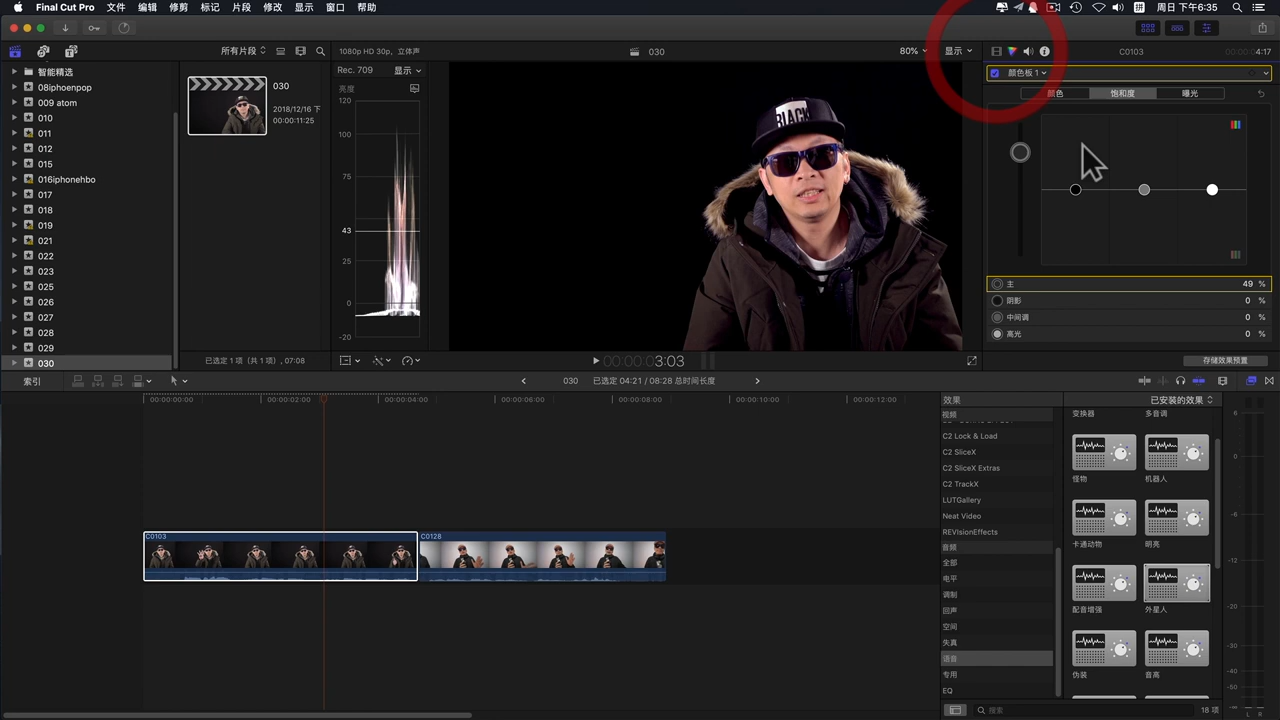 Final Cut Pro 文件 编辑 修剪 标记 片段 修改 显示 窗口 帮助 周日下午6:35
所有片段 1080p HD 30p, 立体声 030 80% 显示 C0103 4:17
智能精选
08iphoenpop
009 atom
010
011
012
015
016iphonehbo
017
018
019
021
022
023
025
026
027
028
029
030
030
2018/12/16 下
00:00:11:25
已选定 1 项（共 1 项）, 07:08
Rec. 709 显示
亮度
120
100
75
43
25
0
-20
BLACK
00:00:00:03:03
颜色板 1
颜色 饱和度 曝光
主 49 %
阴影 0 %
中间调 0 %
高光 0 %
存储效果预置
索引 030 已选定 04:21 / 08:28 总时间长度
00:00:00:00 00:00:02:00 00:00:04:00 00:00:06:00 00:00:08:00 00:00:10:00 00:00:12:00
C0103 C0128
效果 已安装的效果
视频
C2 Lock & Load
C2 SliceX
C2 SliceX Extras
C2 TrackX
LUTGallery
Neat Video
REVisionEffects
音频
全部
电平
调制
回声
空间
失真
语音
专用
EQ
变换器 多音调
怪物 机器人
卡通动物 明亮
配音增强 外星人
伪装 音高
搜索 18 项
6
0
-6
-12
-20
-30
-40
-50
-∞
L R